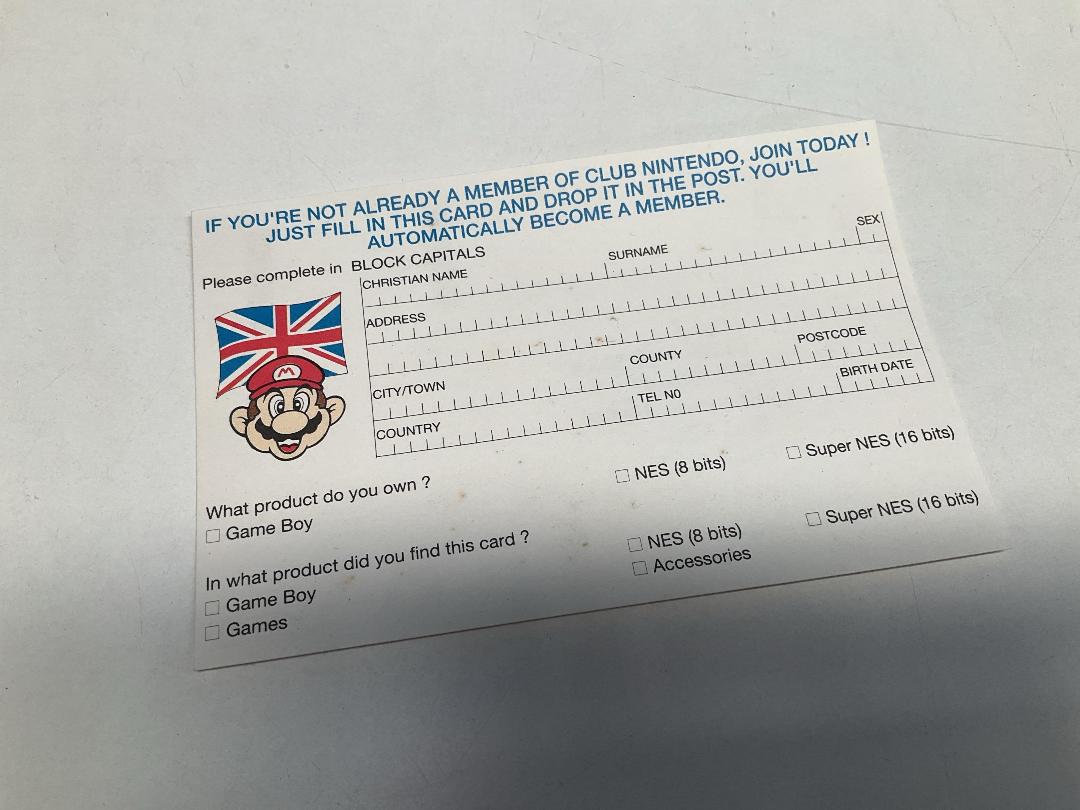 IF YOU'RE NOT ALREADY A MEMBER OF CLUB NINTENDO, JOIN TODAY !
JUST FILL IN THIS CARD AND DROP IT IN THE POST. YOU'LL
AUTOMATICALLY BECOME A MEMBER.
Please complete in BLOCK CAPITALS
CHRISTIAN NAME SURNAME SEX
ADDRESS
CITY/TOWN COUNTY POSTCODE
COUNTRY TEL NO BIRTH DATE
M
What product do you own ?
□ Game Boy □ NES (8 bits) □ Super NES (16 bits)
In what product did you find this card ?
□ Game Boy □ NES (8 bits) □ Super NES (16 bits)
□ Games □ Accessories